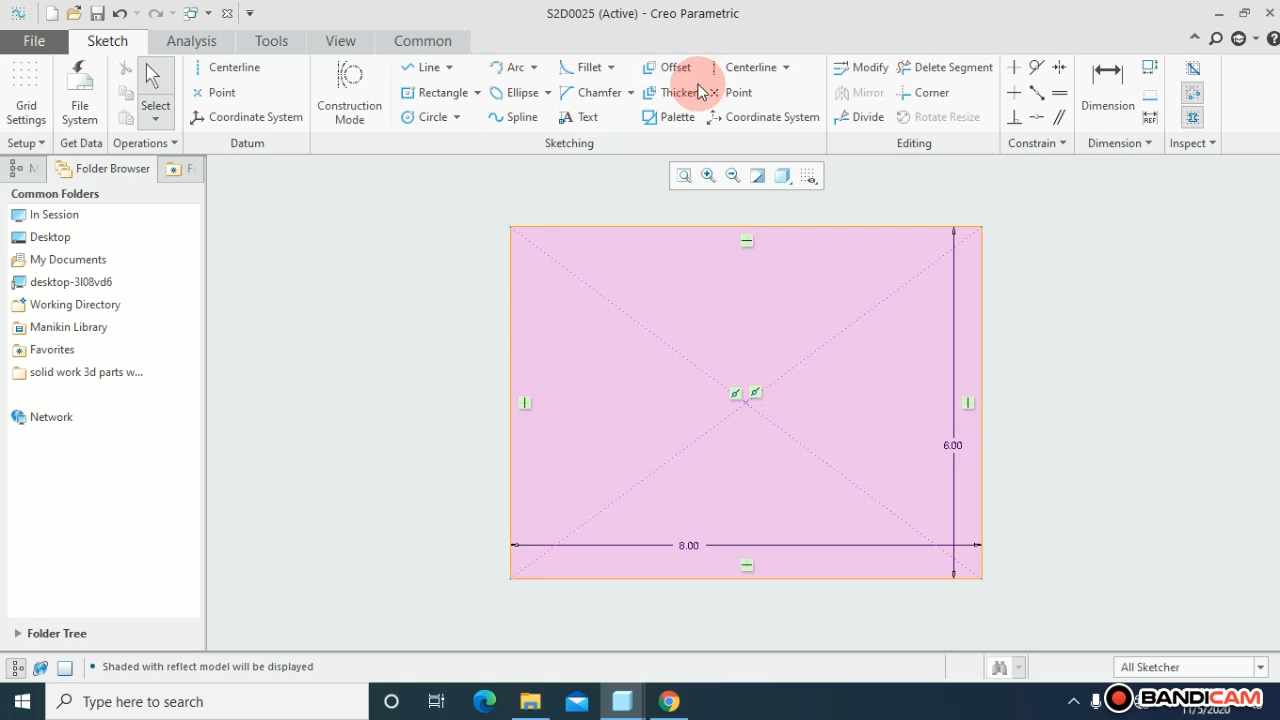 S2D0025 (Active) - Creo Parametric
File Sketch Analysis Tools View Common
Centerline Line Arc Fillet Offset Centerline Modify Delete Segment
Point Rectangle Ellipse Chamfer Thicken Point Mirror Corner
Grid Settings File System Select Construction Mode Dimension
Coordinate System Circle Spline Text Palette Coordinate System Divide Rotate Resize REF
Setup Get Data Operations Datum Sketching Editing Constrain Dimension Inspect
M Folder Browser F
Common Folders
In Session
Desktop
My Documents
desktop-3l08vd6
Working Directory
Manikin Library
Favorites
solid work 3d parts w...
Network
6.00
8.00
Folder Tree
Shaded with reflect model will be displayed
All Sketcher
Type here to search
BANDICAM
11/5/2020